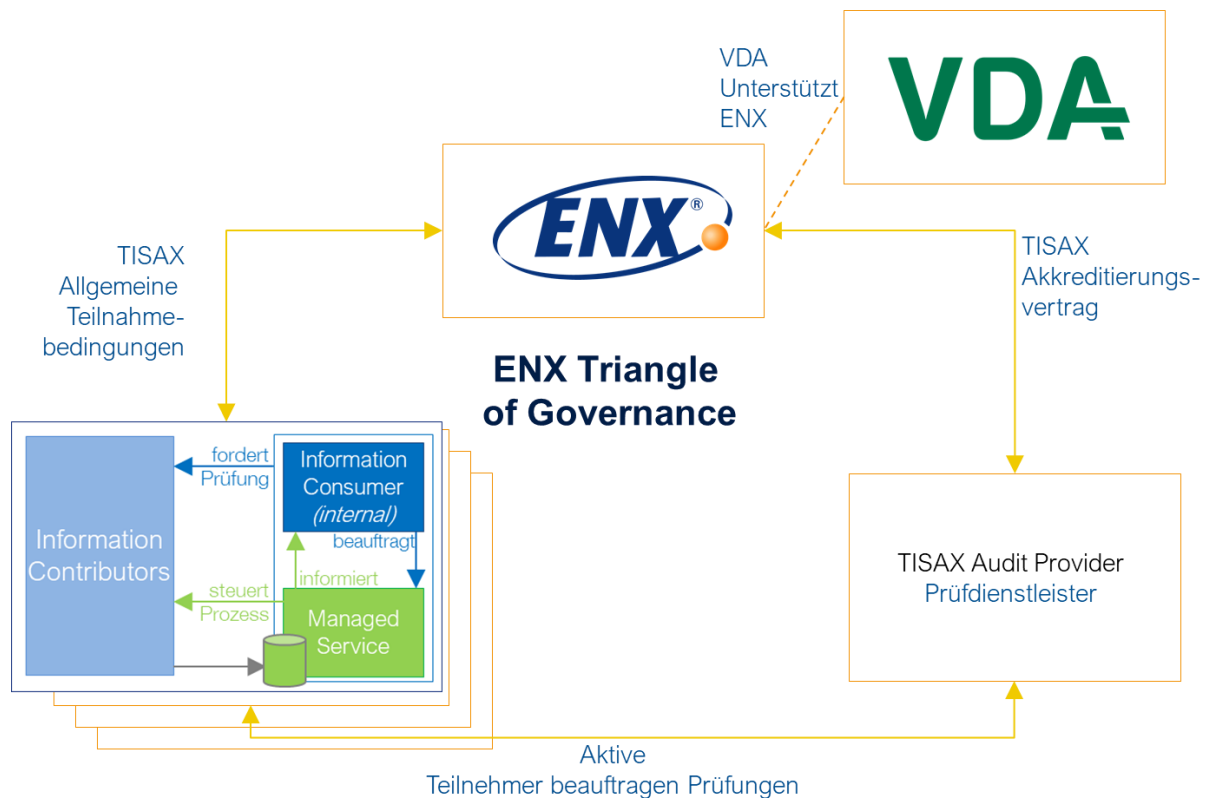 VDA
Unterstützt
ENX
VDA
ENX®
TISAX
Allgemeine
Teilnahme-
bedingungen
TISAX
Akkreditierungs-
vertrag
ENX Triangle
of Governance
Information
Contributors
fordert
Prüfung
Information
Consumer
(internal)
beauftragt
steuert
Prozess
informiert
Managed
Service
TISAX Audit Provider
Prüfdienstleister
Aktive
Teilnehmer beauftragen Prüfungen